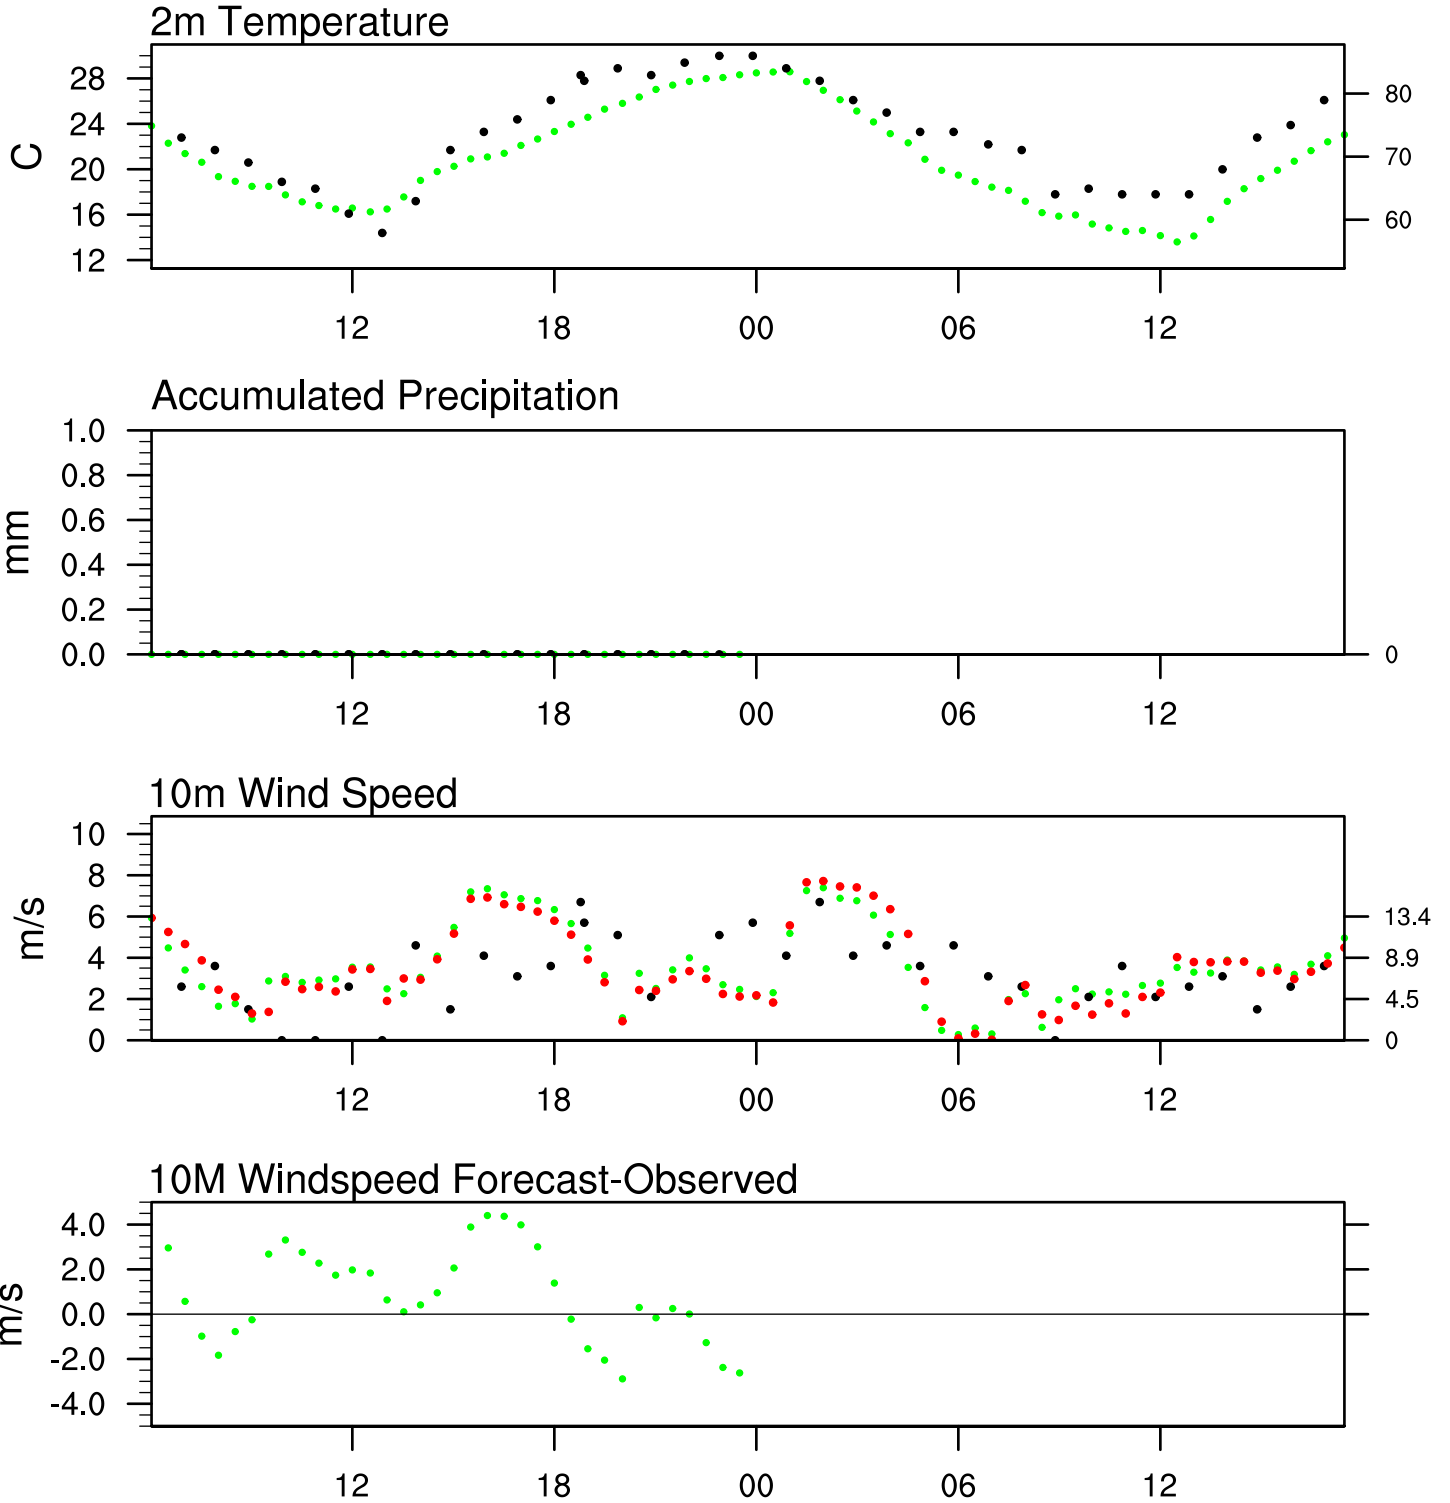 2m Temperature
28
24
20
16
12
C
80
70
60
12 18 00 06 12
Accumulated Precipitation
1.0
0.8
0.6
0.4
0.2
0.0
mm
0
12 18 00 06 12
10m Wind Speed
10
8
6
4
2
0
m/s
13.4
8.9
4.5
0
12 18 00 06 12
10M Windspeed Forecast-Observed
4.0
2.0
0.0
-2.0
-4.0
m/s
12 18 00 06 12